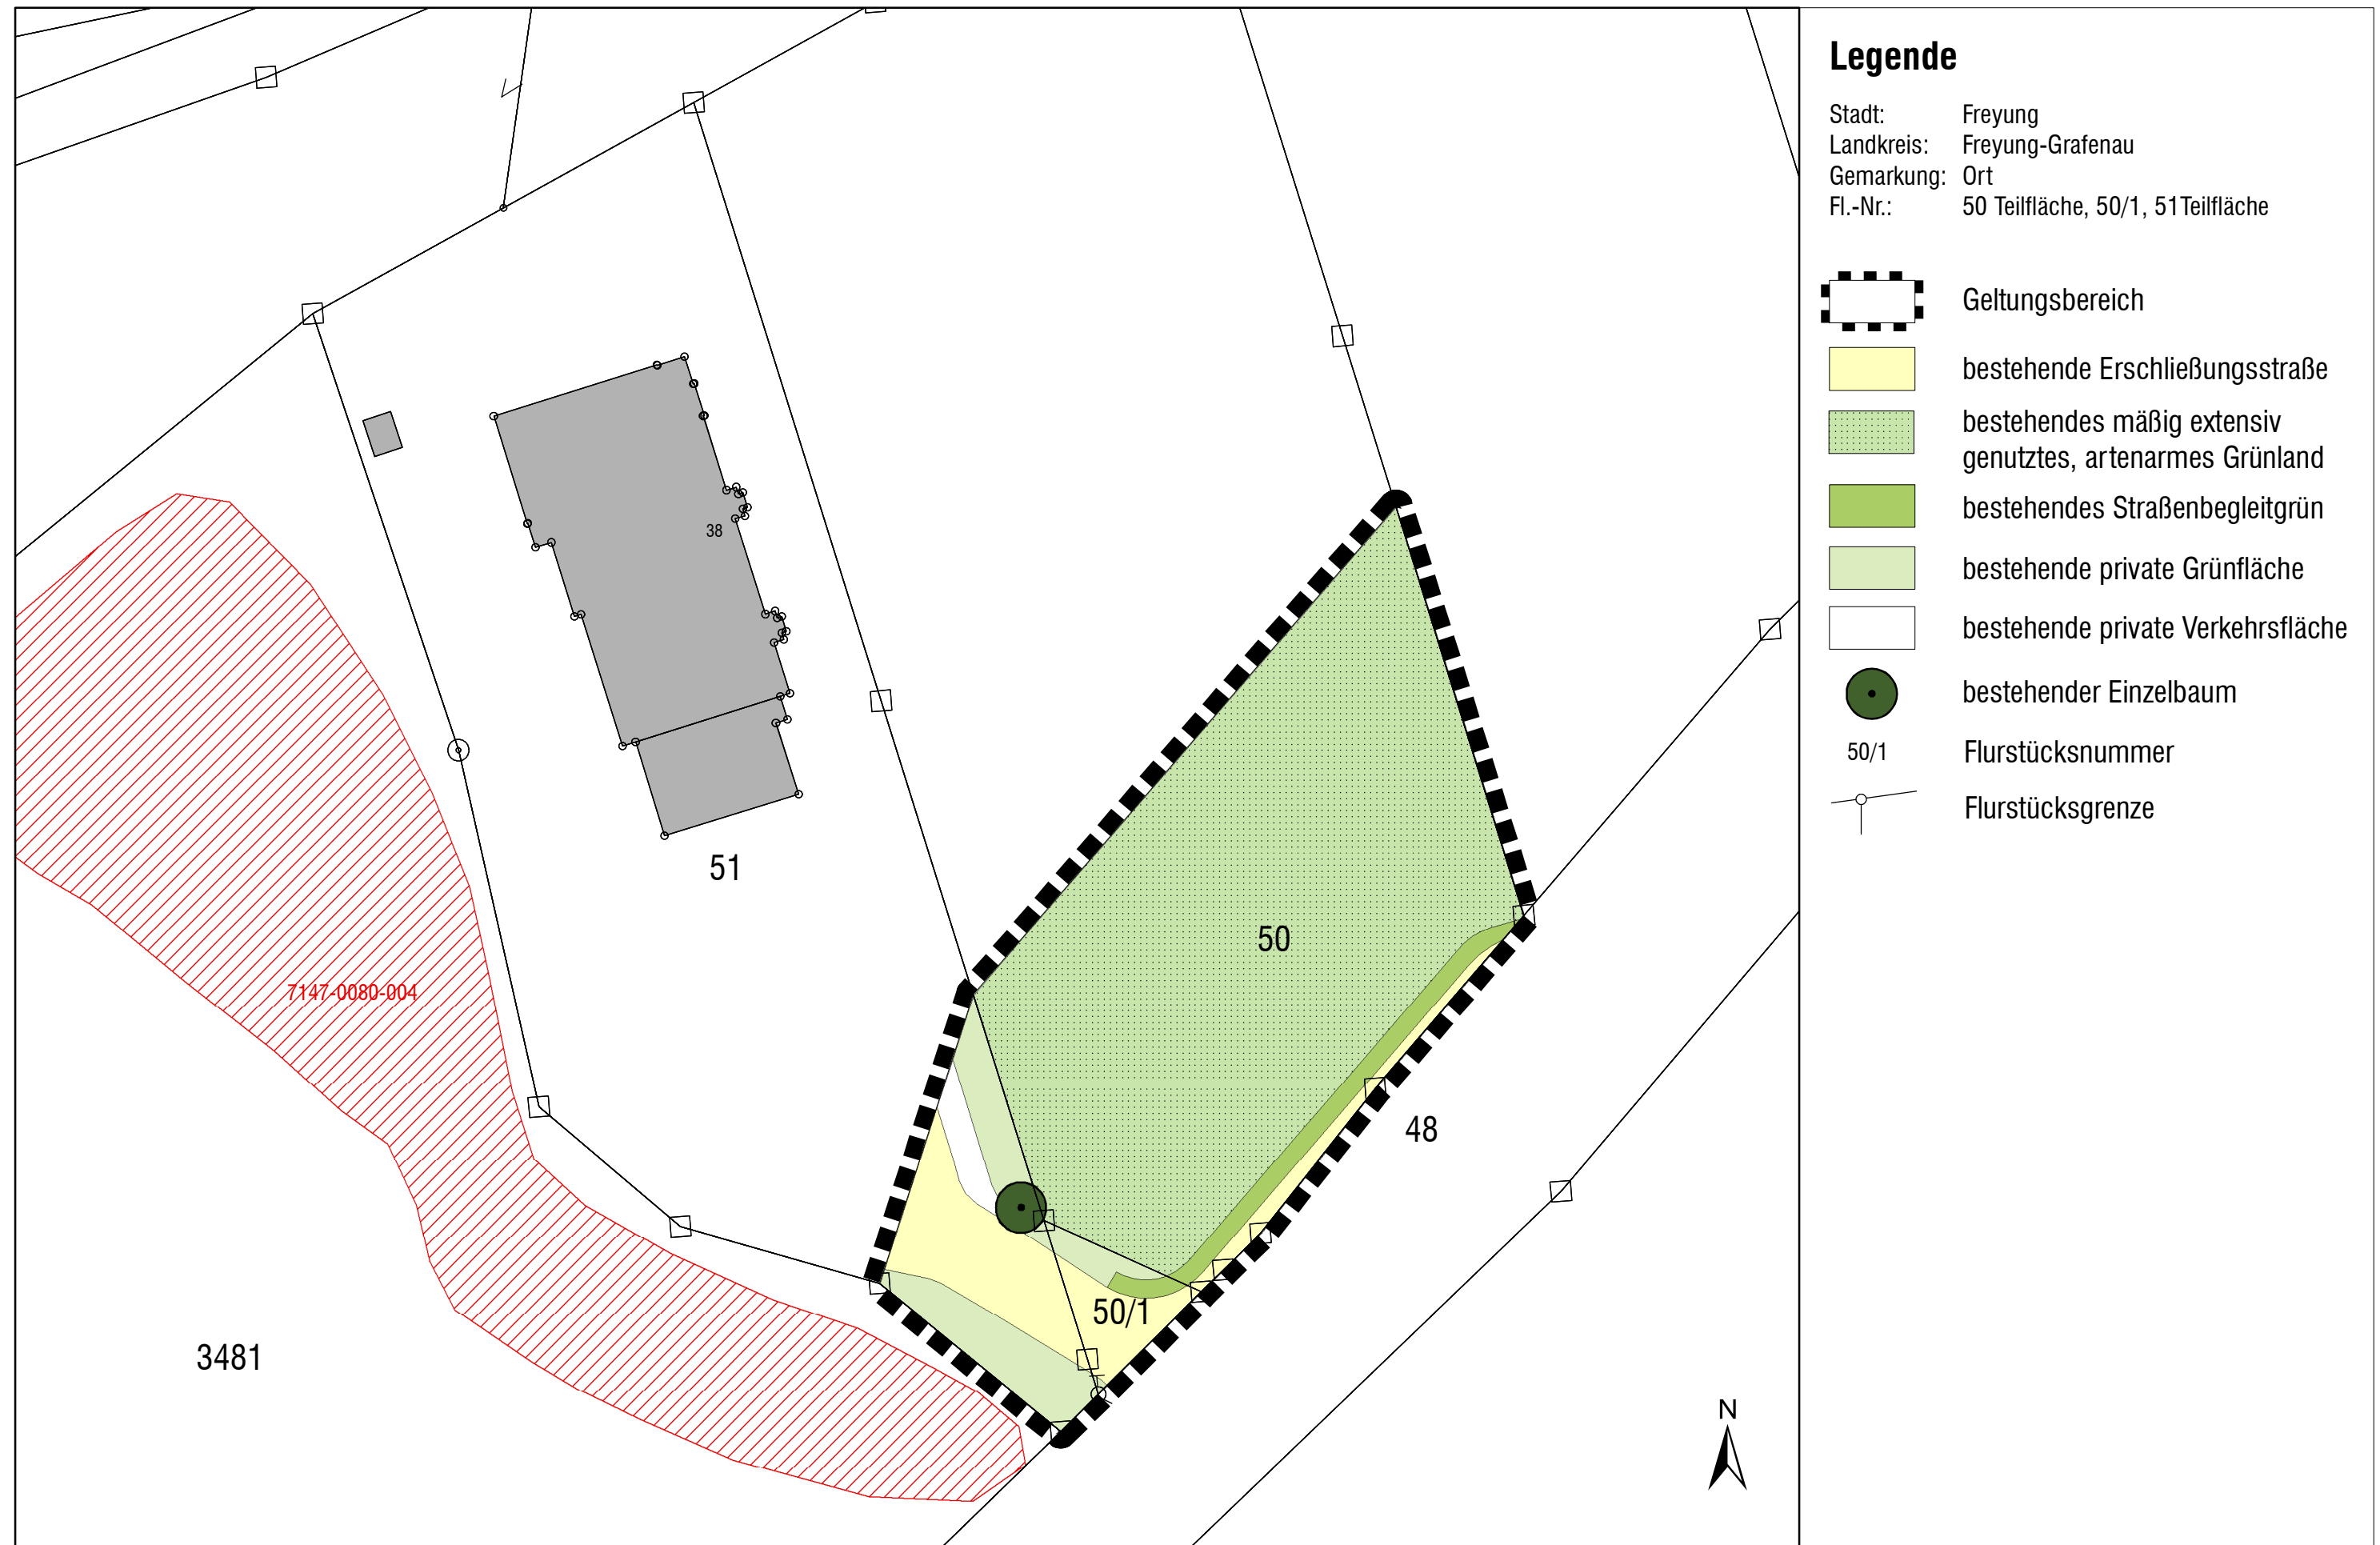 38
51
50
7147-0080-004
48
50/1
3481
N
Legende
Stadt: Freyung
Landkreis: Freyung-Grafenau
Gemarkung: Ort
Fl.-Nr.: 50 Teilfläche, 50/1, 51Teilfläche
Geltungsbereich
bestehende Erschließungsstraße
bestehendes mäßig extensiv
genutztes, artenarmes Grünland
bestehendes Straßenbegleitgrün
bestehende private Grünfläche
bestehende private Verkehrsfläche
bestehender Einzelbaum
50/1 Flurstücksnummer
Flurstücksgrenze